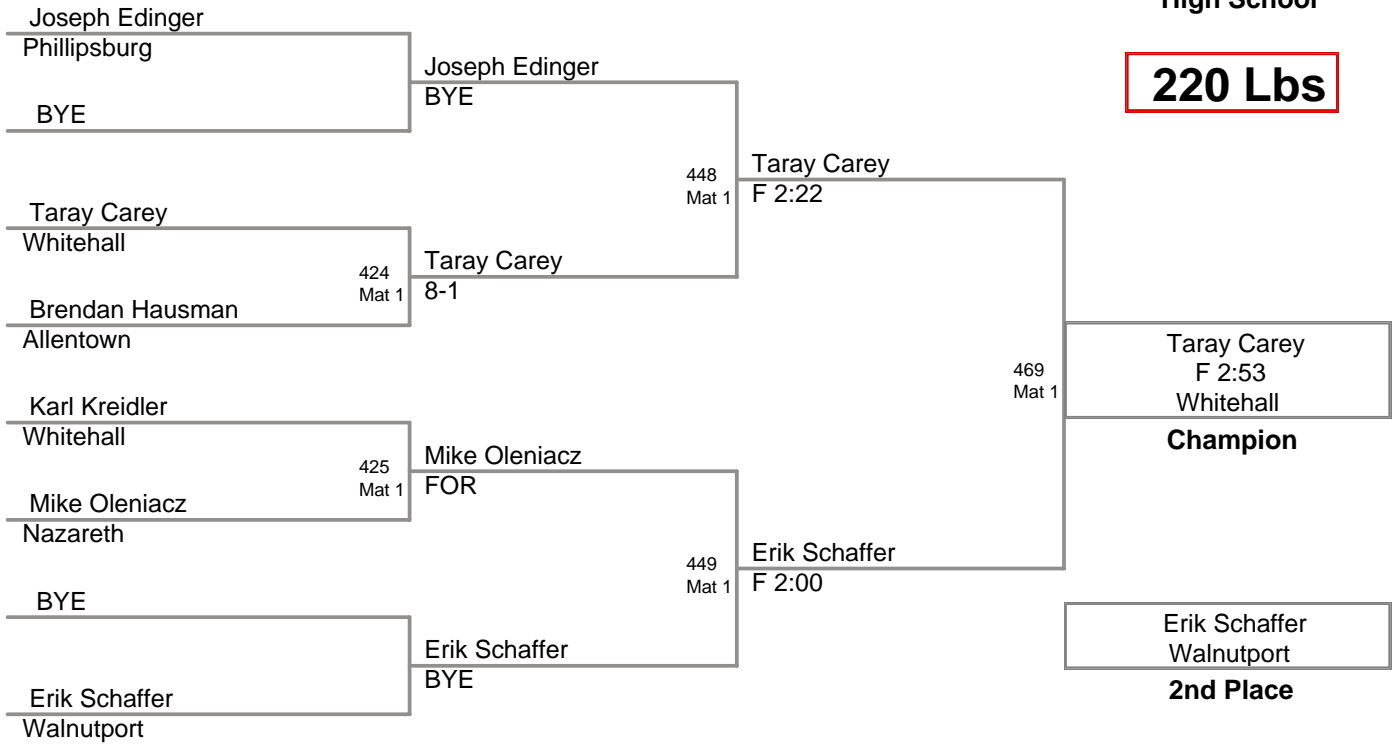 High School
220 Lbs
Joseph Edinger
Phillipsburg
BYE
Taray Carey
Whitehall
424
Mat 1
Brendan Hausman
Allentown
Karl Kreidler
Whitehall
425
Mat 1
Mike Oleniacz
Nazareth
BYE
Erik Schaffer
Walnutport
Joseph Edinger
BYE
448
Mat 1
Taray Carey
8-1
Mike Oleniacz
FOR
449
Mat 1
Erik Schaffer
BYE
Taray Carey
F 2:22
469
Mat 1
Erik Schaffer
F 2:00
Taray Carey
F 2:53
Whitehall
Champion
Erik Schaffer
Walnutport
2nd Place